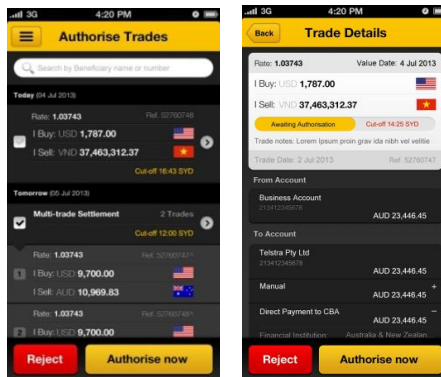 3G 4:20 PM
Authorise Trades
Search by Beneficiary name or number
Today (04 Jul 2013)
Rate: 1.03743 Ref. 52760748
I Buy: USD 1,787.00
I Sell: VND 37,463,312.37
Cut-off 16:43 SYD
Tomorrow (05 Jul 2013)
Multi-trade Settlement 2 Trades
Cut-off 12:00 SYD
Rate: 1.03743
1 I Buy: USD 9,700.00
I Sell: AUD 10,969.83
Rate: 1.03743
2 I Buy: USD 9,700.00
Reject Authorise now
3G 4:20 PM
Back Trade Details
Rate: 1.03743 Value Date: 4 Jul 2013
I Buy: USD 1,787.00
I Sell: VND 37,463,312.37
Awaiting Authorisation Cut-off 14:25 SYD
Trade notes: Lorem Ipsum proin grav ida nibh vel velitie
Trade Date: 2 Jul 2013 Ref. 52760747
From Account
Business Account
213412345678
AUD 23,446.45
To Account
Telstra Pty Ltd
213412345678
AUD 23,446.45
Manual +
AUD 23,446.45
Direct Payment to CBA –
AUD 23,446.45
Financial Institution: Australia & New Zealan...
Reject Authorise now